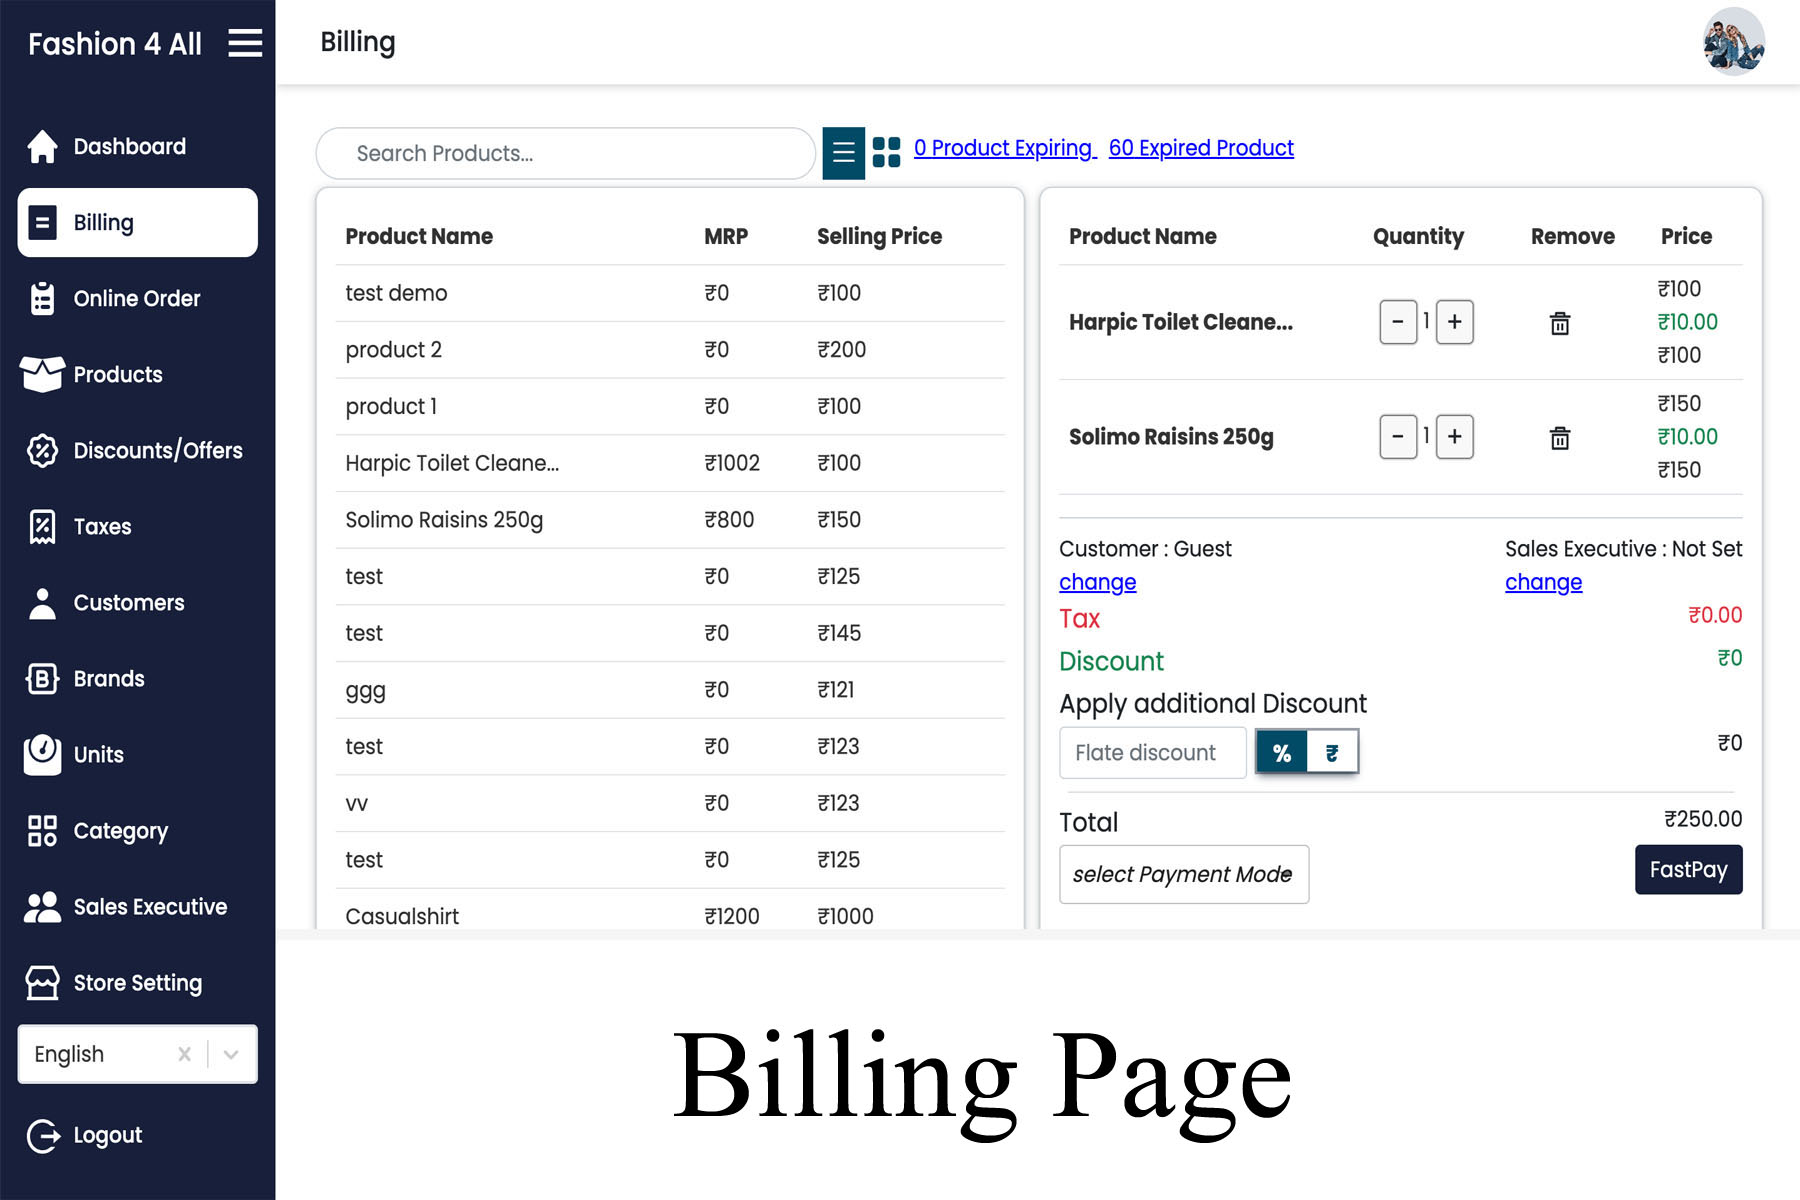 Fashion 4 All
Billing
Dashboard
Billing
Online Order
Products
Discounts/Offers
Taxes
Customers
Brands
Units
Category
Sales Executive
Store Setting
English
Logout
Search Products...
0 Product Expiring 60 Expired Product
Product Name MRP Selling Price
test demo ₹0 ₹100
product 2 ₹0 ₹200
product 1 ₹0 ₹100
Harpic Toilet Cleane... ₹1002 ₹100
Solimo Raisins 250g ₹800 ₹150
test ₹0 ₹125
test ₹0 ₹145
ggg ₹0 ₹121
test ₹0 ₹123
vv ₹0 ₹123
test ₹0 ₹125
Casualshirt ₹1200 ₹1000
Product Name Quantity Remove Price
₹100
Harpic Toilet Cleane... - 1 + ₹10.00
₹100
₹150
Solimo Raisins 250g - 1 + ₹10.00
₹150
Customer : Guest Sales Executive : Not Set
change change
Tax ₹0.00
Discount ₹0
Apply additional Discount
Flate discount % ₹ ₹0
Total ₹250.00
select Payment Mode FastPay
Billing Page